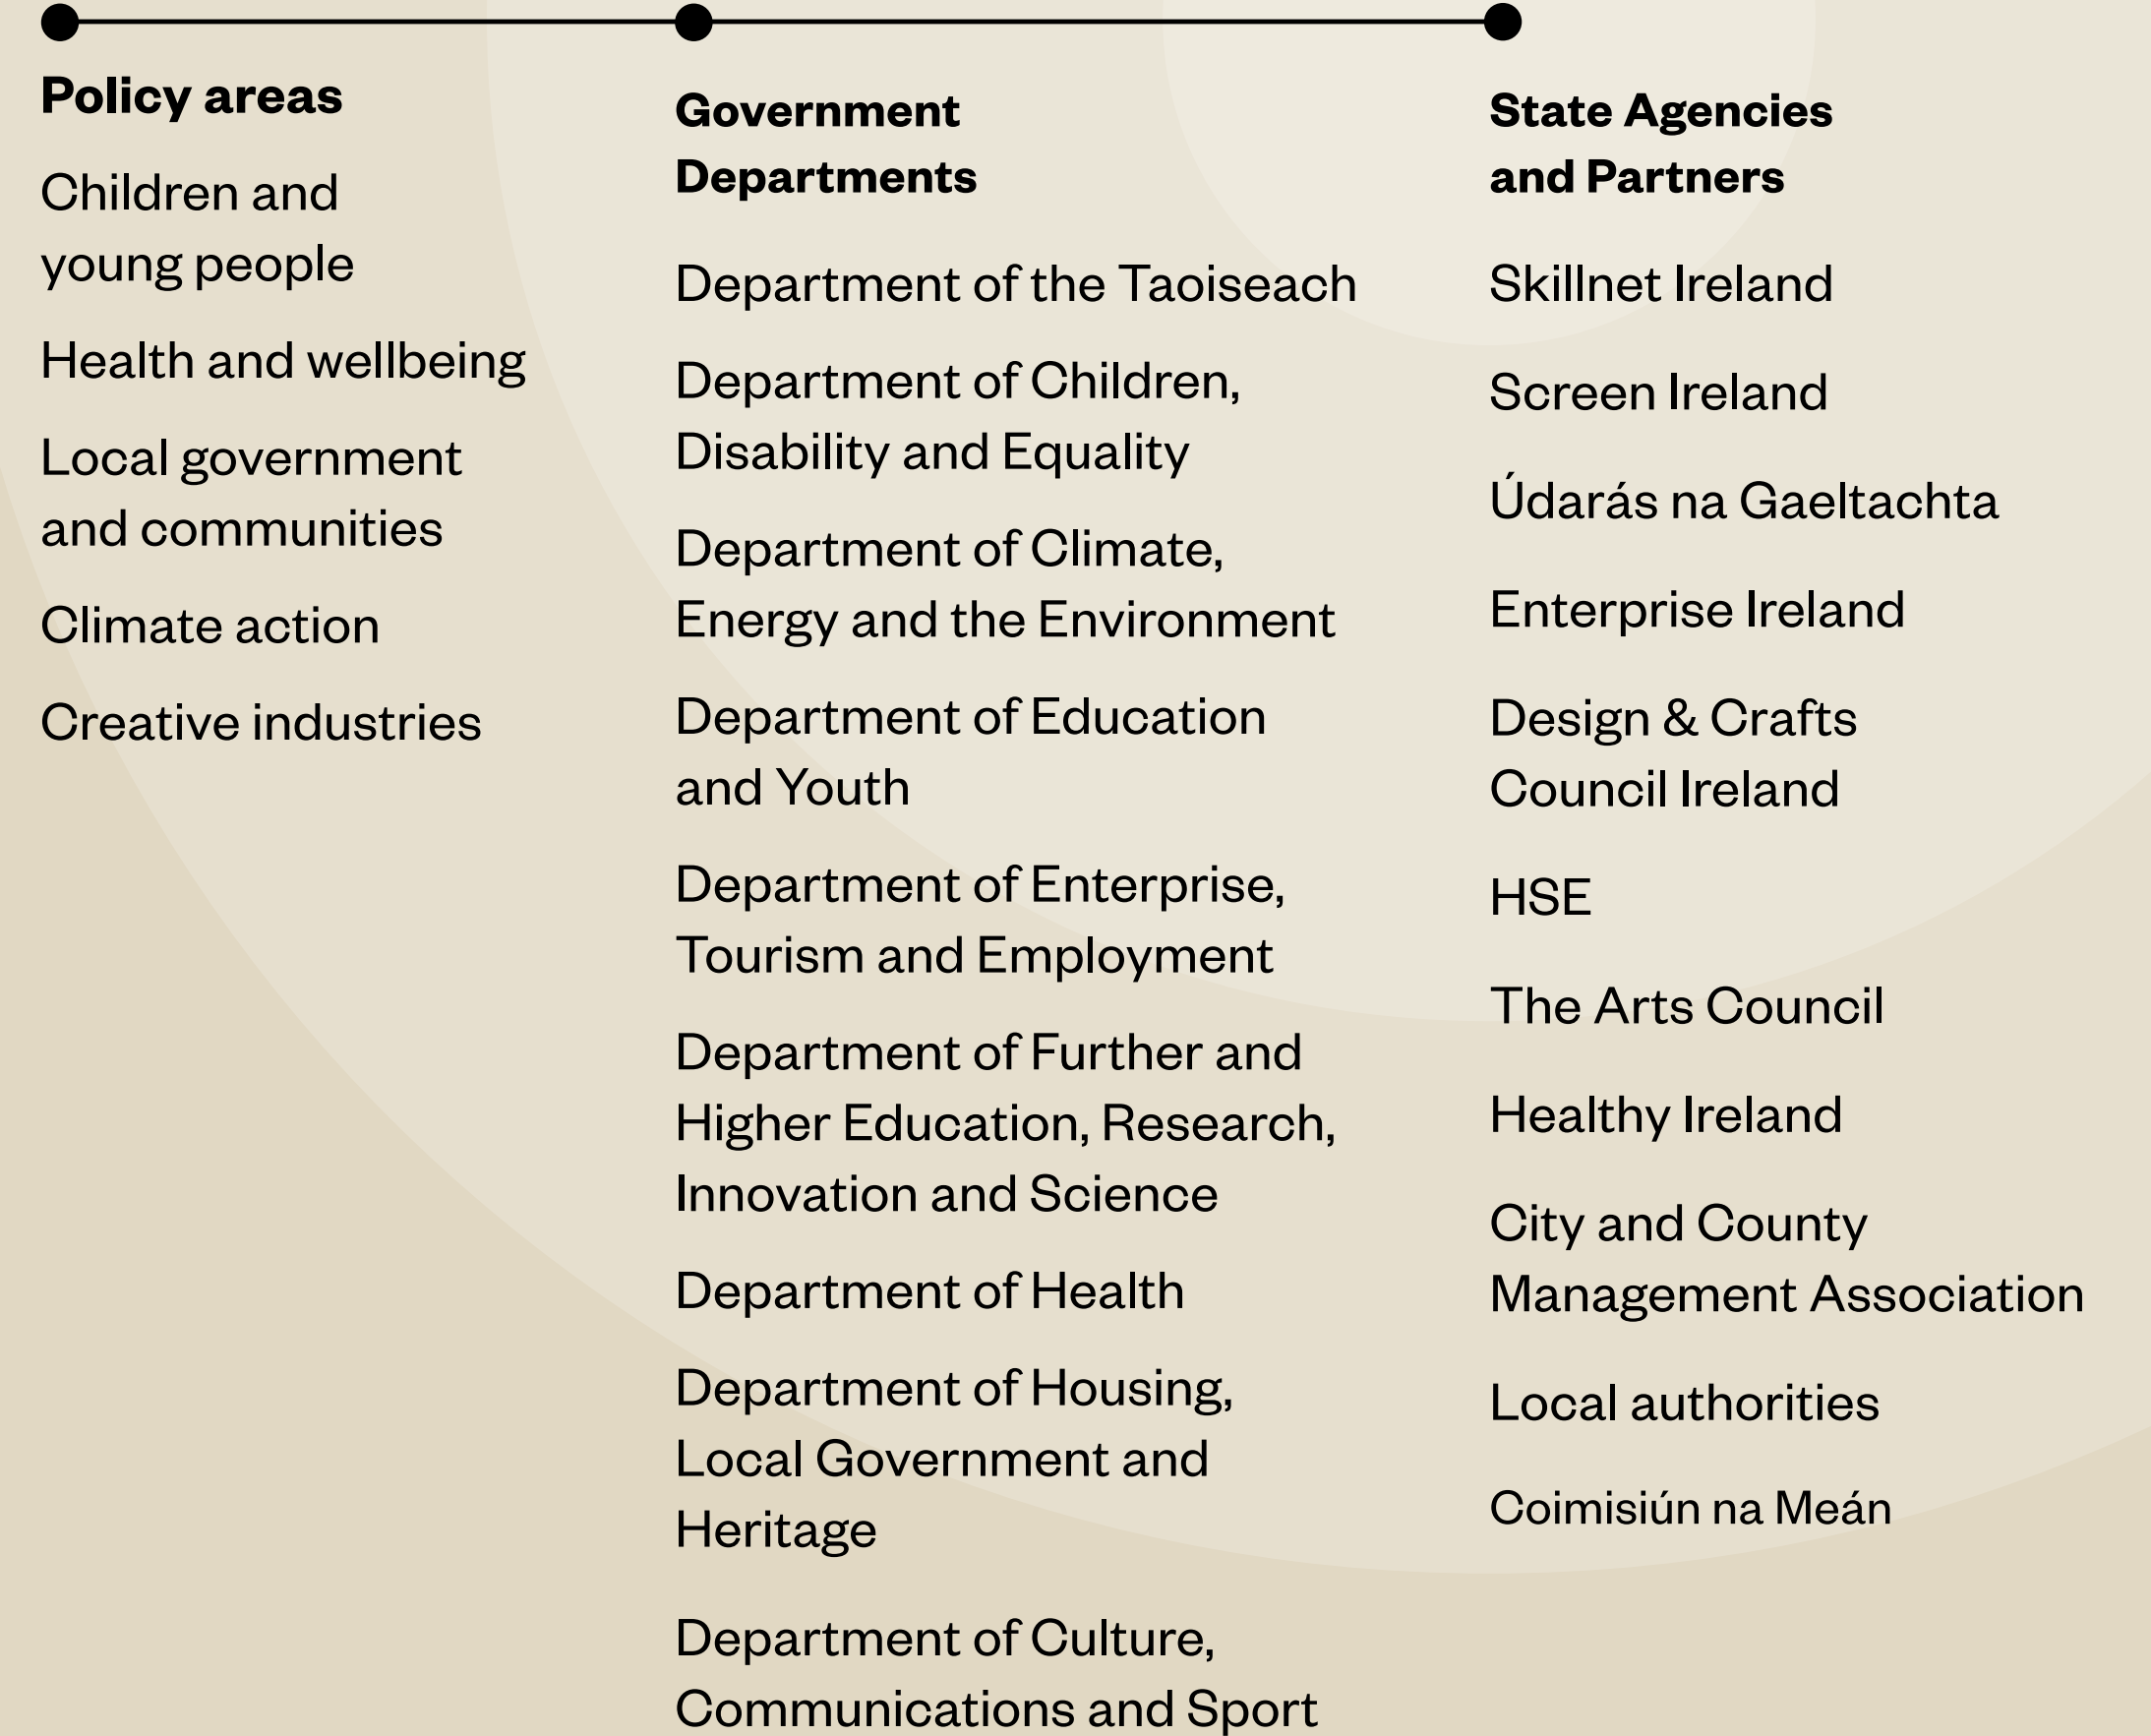 Policy areas
Children and
young people
Health and wellbeing
Local government
and communities
Climate action
Creative industries
Government
Departments
Department of the Taoiseach
Department of Children,
Disability and Equality
Department of Climate,
Energy and the Environment
Department of Education
and Youth
Department of Enterprise,
Tourism and Employment
Department of Further and
Higher Education, Research,
Innovation and Science
Department of Health
Department of Housing,
Local Government and
Heritage
Department of Culture,
Communications and Sport
State Agencies
and Partners
Skillnet Ireland
Screen Ireland
Údarás na Gaeltachta
Enterprise Ireland
Design & Crafts
Council Ireland
HSE
The Arts Council
Healthy Ireland
City and County
Management Association
Local authorities
Coimisiún na Meán